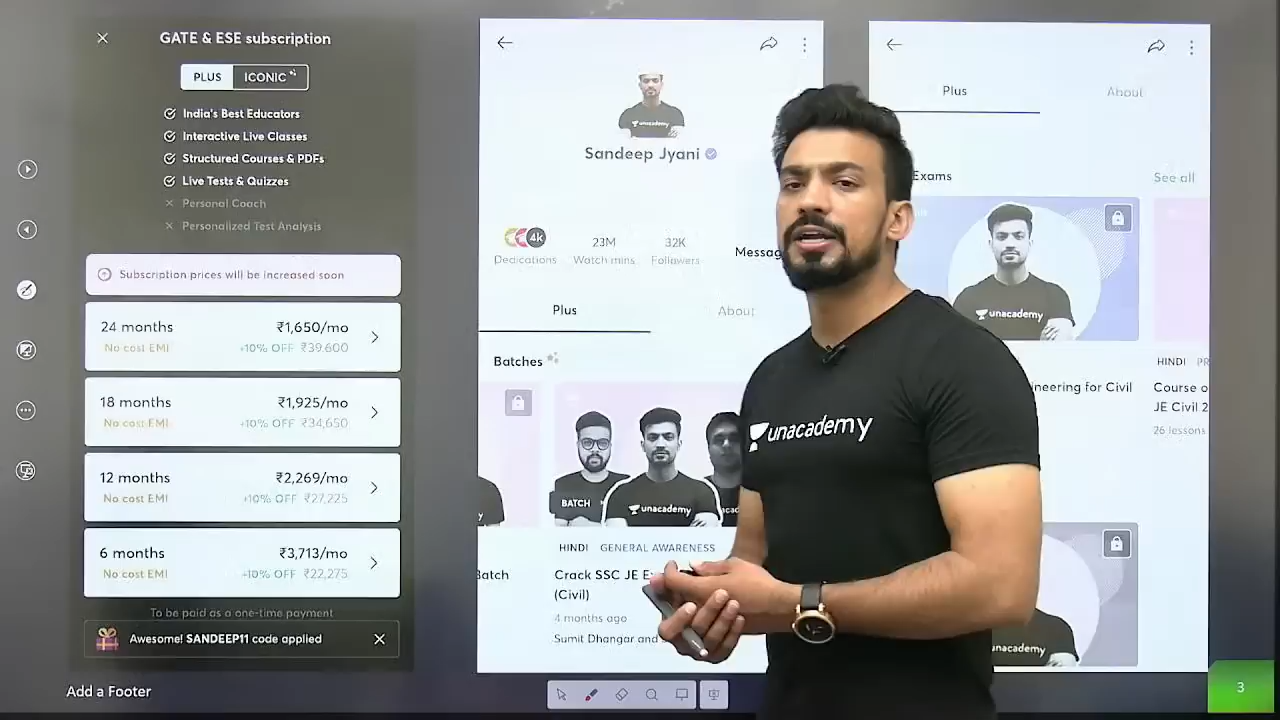 GATE & ESE subscription
PLUS ICONIC
India's Best Educators
Interactive Live Classes
Structured Courses & PDFs
Live Tests & Quizzes
Personal Coach
Personalized Test Analysis
Subscription prices will be increased soon
24 months ₹1,650/mo
No cost EMI +10% OFF ₹39,600
18 months ₹1,925/mo
No cost EMI +10% OFF ₹34,650
12 months ₹2,269/mo
No cost EMI +10% OFF ₹27,225
6 months ₹3,713/mo
No cost EMI +10% OFF ₹22,275
To be paid as a one-time payment
Awesome! SANDEEP11 code applied
Add a Footer
unacademy
Sandeep Jyani
4k 23M 32K
Dedications Watch mins Followers
Messag
Plus About
Batches
BATCH
unacademy
HINDI GENERAL AWARENESS
Batch
Crack SSC JE
(Civil)
4 months ago
Sumit Dhangar and
unacademy
Plus About
Exams See all
unacademy
HINDI
neering for Civil
Course o
JE Civil 2
26 lessons
unacademy
3